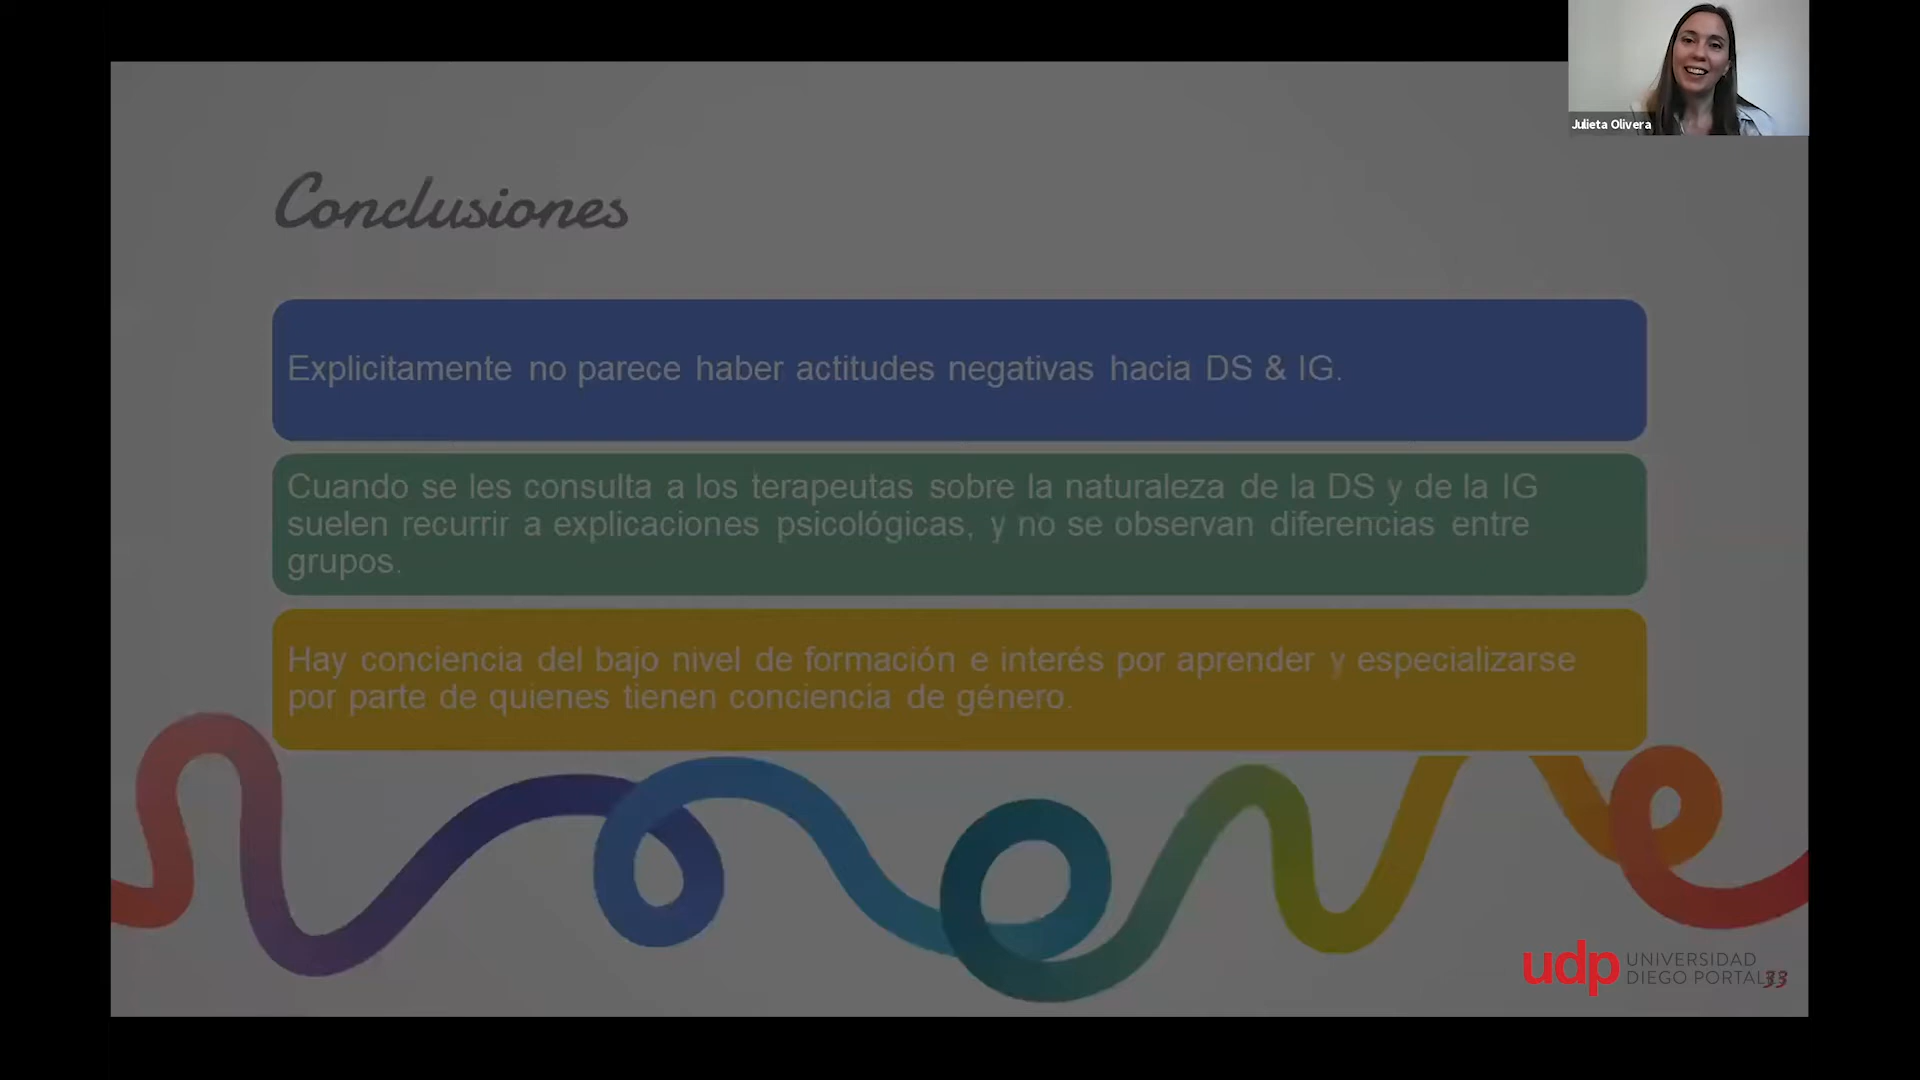 Julieta Olivera
Conclusiones
Explicitamente no parece haber actitudes negativas hacia DS & IG.
Cuando se les consulta a los terapeutas sobre la naturaleza de la DS y de la IG
suelen recurrir a explicaciones psicológicas, y no se observan diferencias entre
grupos.
Hay conciencia del bajo nivel de formación e interés por aprender y especializarse
por parte de quienes tienen conciencia de género.
udp UNIVERSIDAD
DIEGO PORTALES
33